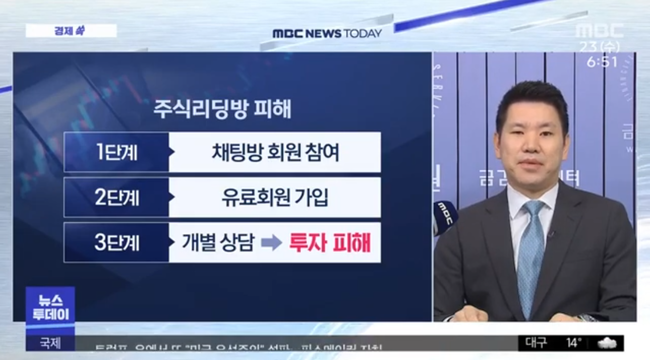 경제
MBC NEWS TODAY
MBC
23(수)
6:51
주식리딩방 피해
1단계 채팅방 회원 참여
2단계 유료회원 가입
3단계 개별 상담 ➡ 투자 피해
MBC
뉴스
투데이
국제
대구 14°